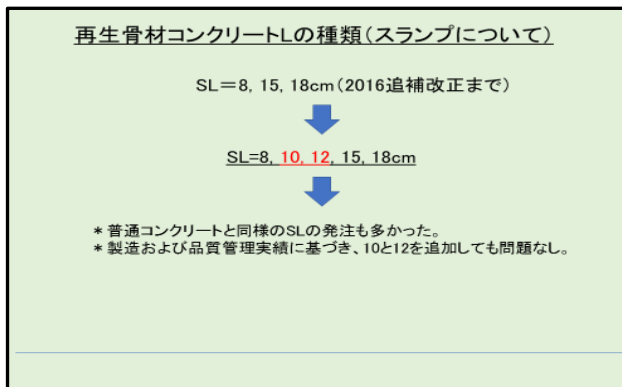 再生骨材コンクリートLの種類（スランプについて）
SL＝8, 15, 18cm（2016追補改正まで）
SL=8, 10, 12, 15, 18cm
＊普通コンクリートと同様のSLの発注も多かった。
＊製造および品質管理実績に基づき、10と12を追加しても問題なし。